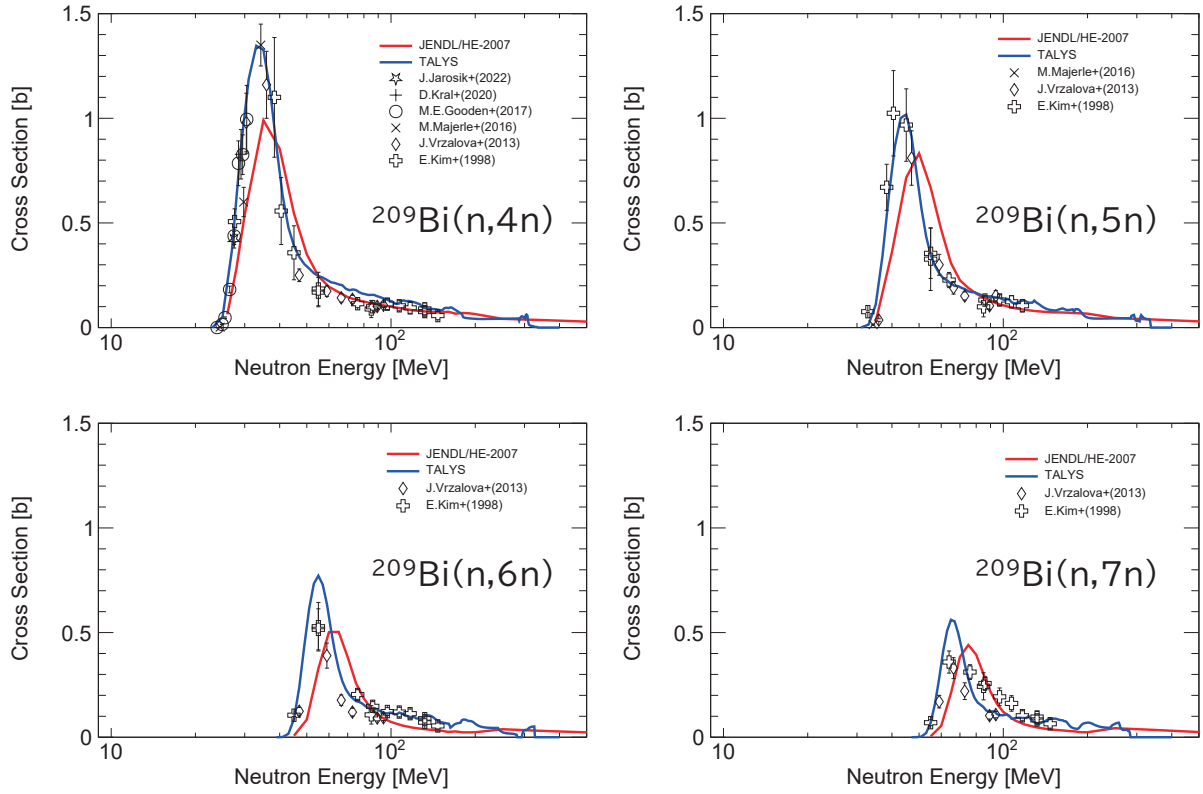 1.5
1
0.5
0
Cross Section [b]
JENDL/HE-2007
TALYS
J.Jarosik+(2022)
D.Kral+(2020)
M.E.Gooden+(2017)
M.Majerle+(2016)
J.Vrzalova+(2013)
E.Kim+(1998)
²⁰⁹Bi(n,4n)
10
10²
Neutron Energy [MeV]
1.5
1
0.5
0
Cross Section [b]
JENDL/HE-2007
TALYS
M.Majerle+(2016)
J.Vrzalova+(2013)
E.Kim+(1998)
²⁰⁹Bi(n,5n)
10
10²
Neutron Energy [MeV]
1.5
1
0.5
0
Cross Section [b]
JENDL/HE-2007
TALYS
J.Vrzalova+(2013)
E.Kim+(1998)
²⁰⁹Bi(n,6n)
10
10²
Neutron Energy [MeV]
1.5
1
0.5
0
Cross Section [b]
JENDL/HE-2007
TALYS
J.Vrzalova+(2013)
E.Kim+(1998)
²⁰⁹Bi(n,7n)
10
10²
Neutron Energy [MeV]